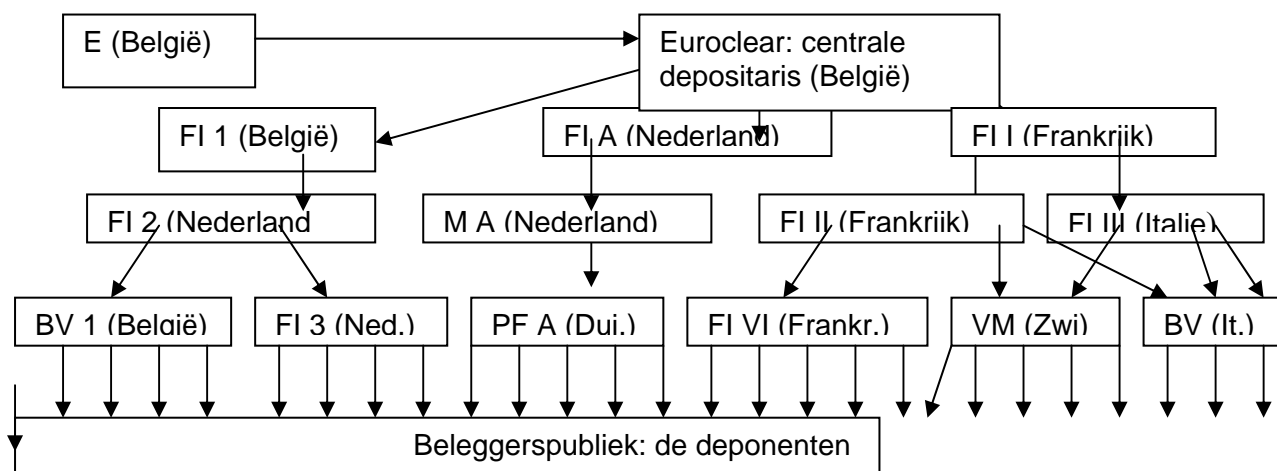 E (België)
Euroclear: centrale
depositaris (België)
FI 1 (België)
FI A (Nederland)
FI I (Frankrijk)
FI 2 (Nederland
M A (Nederland)
FI II (Frankrijk)
FI III (Italie)
BV 1 (België)
FI 3 (Ned.)
PF A (Dui.)
FI VI (Frankr.)
VM (Zwi)
BV (It.)
Beleggerspubliek: de deponenten